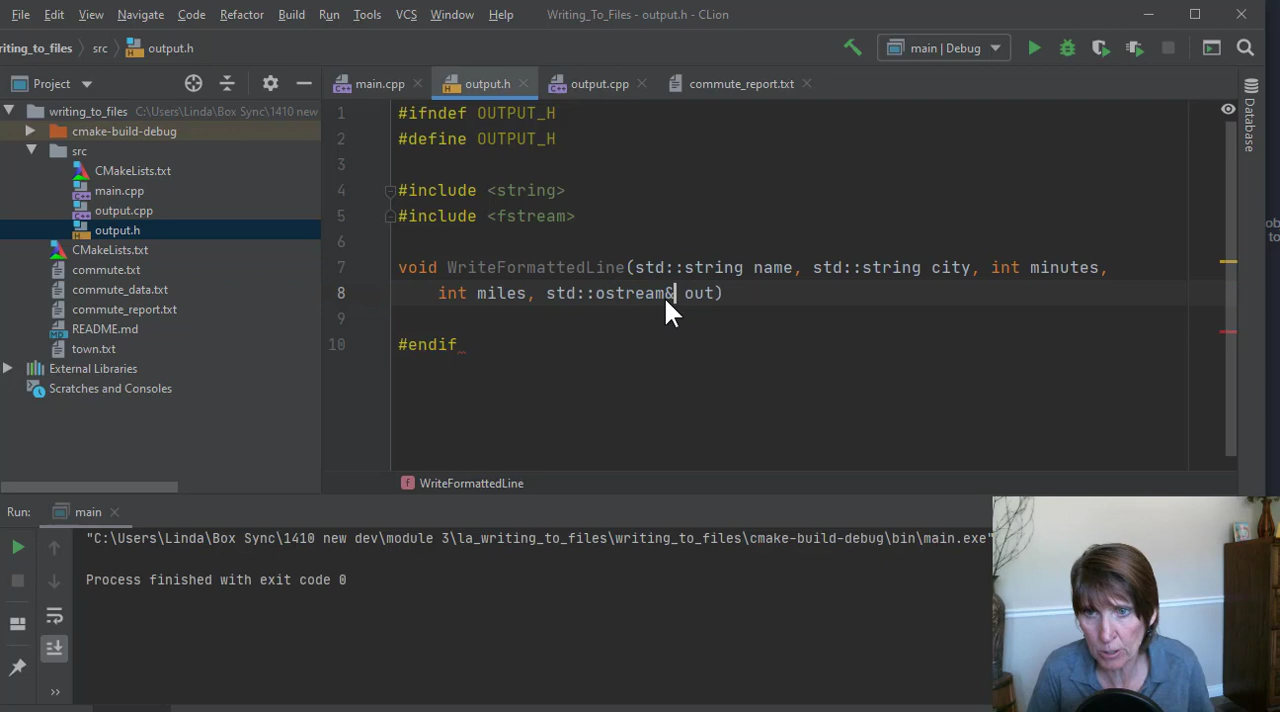 File Edit View Navigate Code Refactor Build Run Tools VCS Window Help Writing_To_Files - output.h - CLion
riting_to_files src output.h main | Debug
Project main.cpp output.h output.cpp commute_report.txt
writing_to_files C:\Users\Linda\Box Sync\1410 new
cmake-build-debug
src
CMakeLists.txt
main.cpp
output.cpp
output.h
CMakeLists.txt
commute.txt
commute_data.txt
commute_report.txt
README.md
town.txt
External Libraries
Scratches and Consoles
1 #ifndef OUTPUT_H
2 #define OUTPUT_H
3
4 #include <string>
5 #include <fstream>
6
7 void WriteFormattedLine(std::string name, std::string city, int minutes,
8 int miles, std::ostream& out)
9
10 #endif
Database
WriteFormattedLine
Run: main
"C:\Users\Linda\Box Sync\1410 new dev\module 3\la_writing_to_files\writing_to_files\cmake-build-debug\bin\main.exe"
Process finished with exit code 0